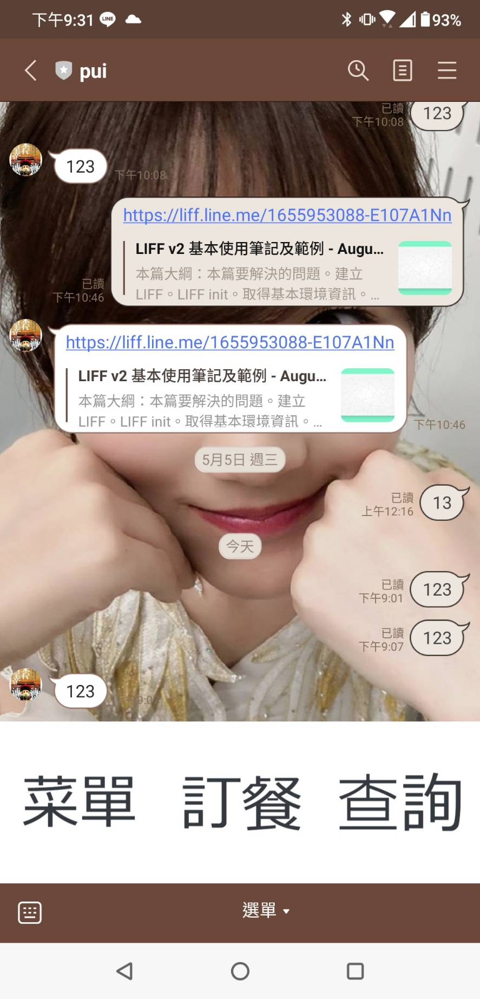 下午9:31 LINE 93%
pui
已讀
下午10:08
123
123
下午10:08
https://liff.line.me/1655953088-E107A1Nn
LIFF v2 基本使用筆記及範例 - Augu...
本篇大綱：本篇要解決的問題。建立
LIFF。LIFF init。取得基本環境資訊。...
已讀
下午10:46
https://liff.line.me/1655953088-E107A1Nn
LIFF v2 基本使用筆記及範例 - Augu...
本篇大綱：本篇要解決的問題。建立
LIFF。LIFF init。取得基本環境資訊。...
下午10:46
5月5日 週三
已讀
上午12:16
13
今天
已讀
下午9:01
123
已讀
下午9:07
123
123
下午9:07
菜單 訂餐 查詢
選單